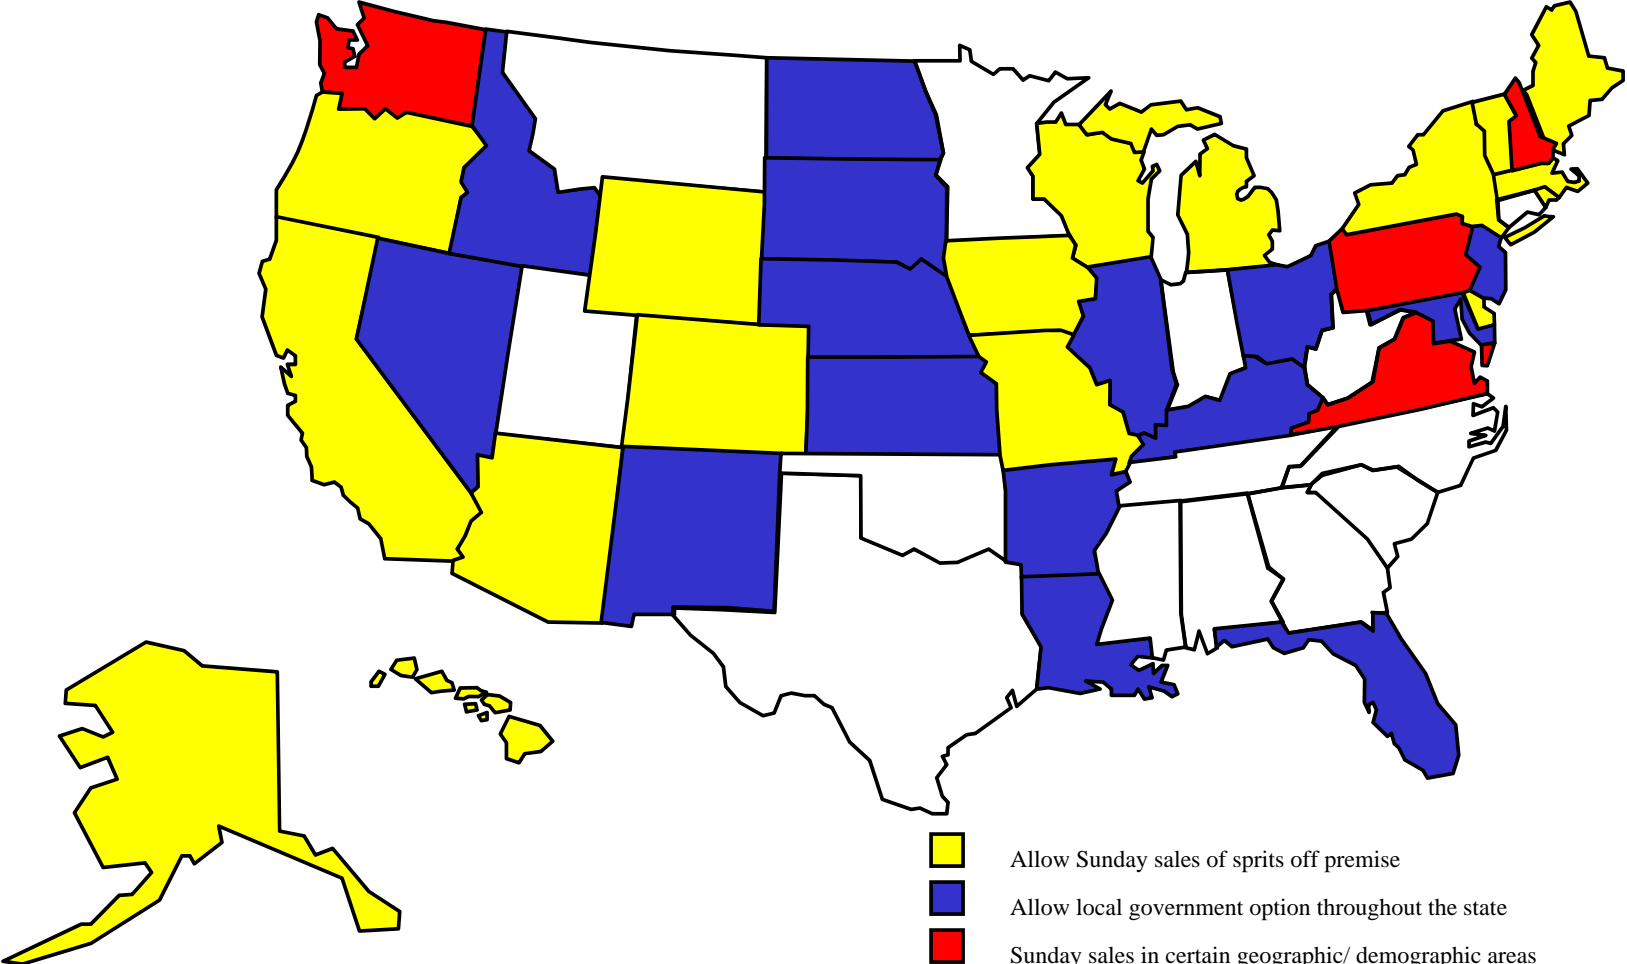 Allow Sunday sales of sprits off premise
Allow local government option throughout the state
Sunday sales in certain geographic/ demographic areas